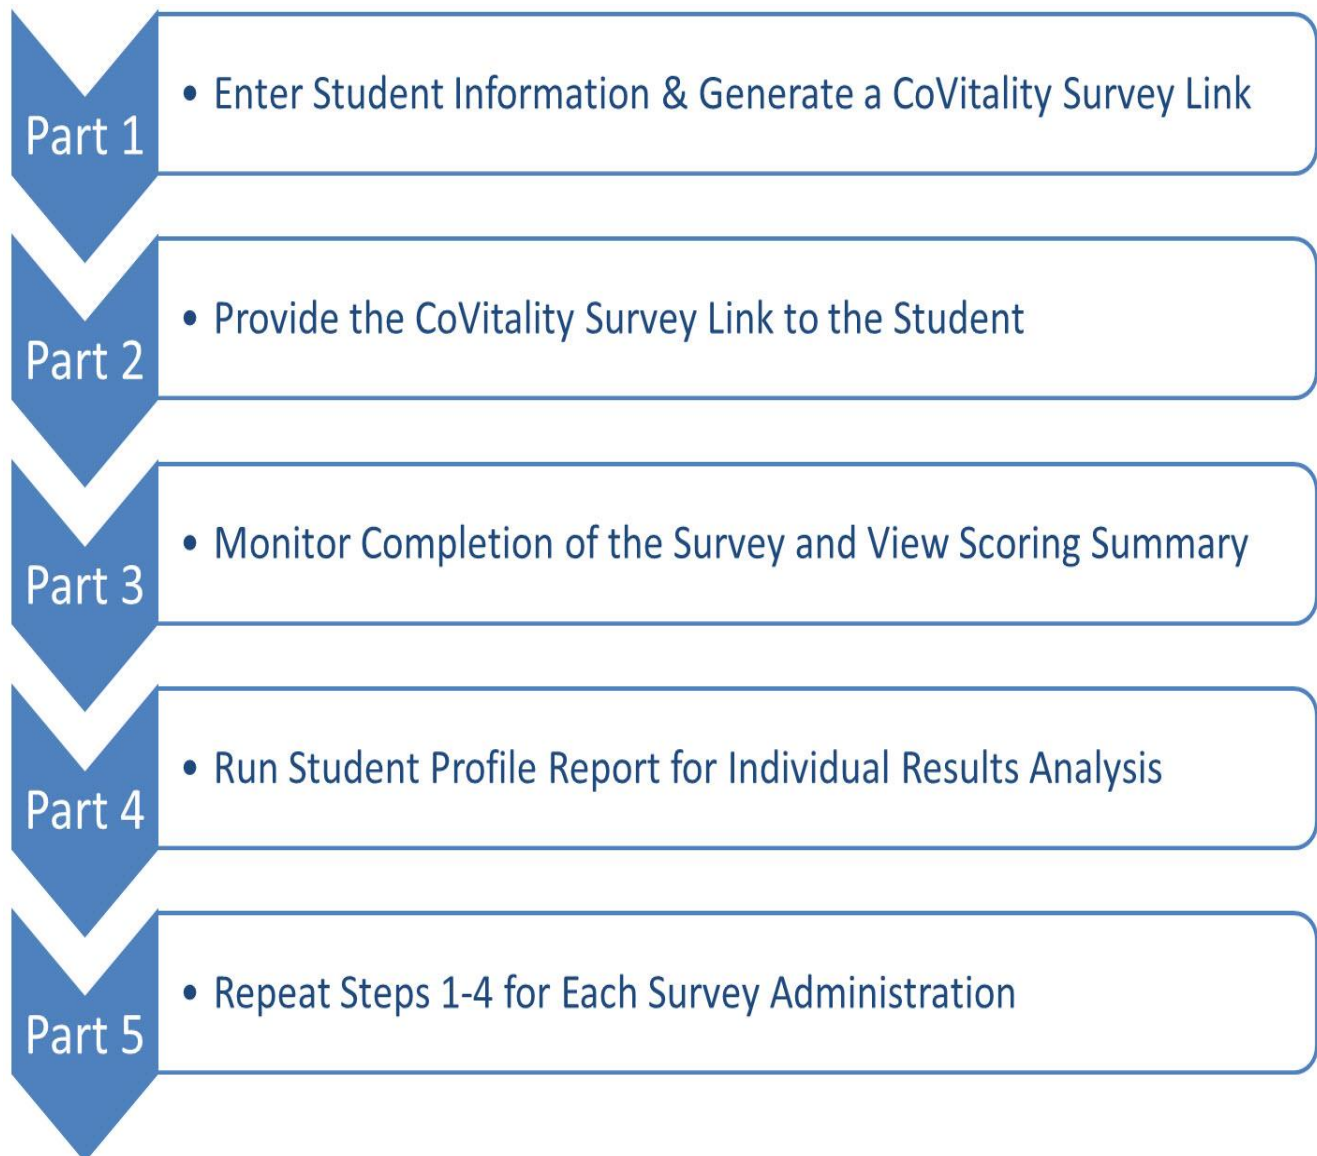 Part 1
• Enter Student Information & Generate a CoVitality Survey Link
Part 2
• Provide the CoVitality Survey Link to the Student
Part 3
• Monitor Completion of the Survey and View Scoring Summary
Part 4
• Run Student Profile Report for Individual Results Analysis
Part 5
• Repeat Steps 1-4 for Each Survey Administration